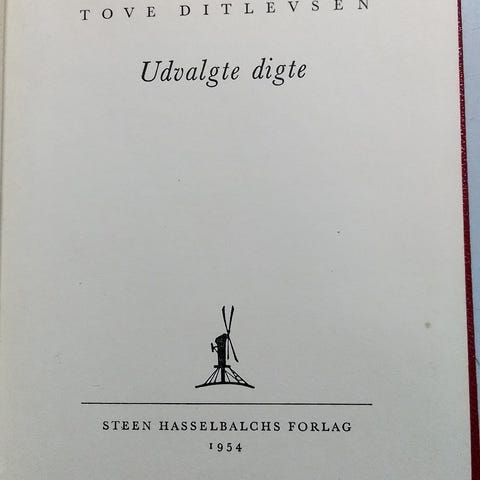 TOVE DITLEVSEN
Udvalgte digte
STEEN HASSELBALCHS FORLAG
1954